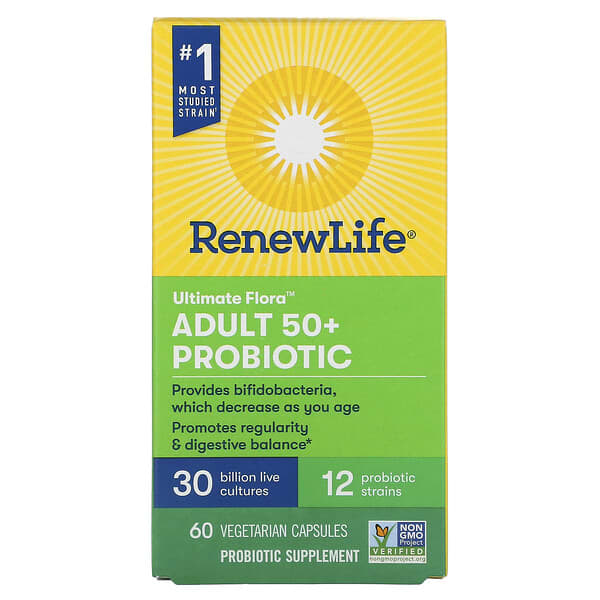 #1
MOST
STUDIED
STRAIN†
RenewLife®
Ultimate Flora™
ADULT 50+
PROBIOTIC
Provides bifidobacteria,
which decrease as you age
Promotes regularity
& digestive balance*
30 billion live
cultures
12 probiotic
strains
60 VEGETARIAN CAPSULES
PROBIOTIC SUPPLEMENT
NON
GMO
Project
VERIFIED
nongmoproject.org